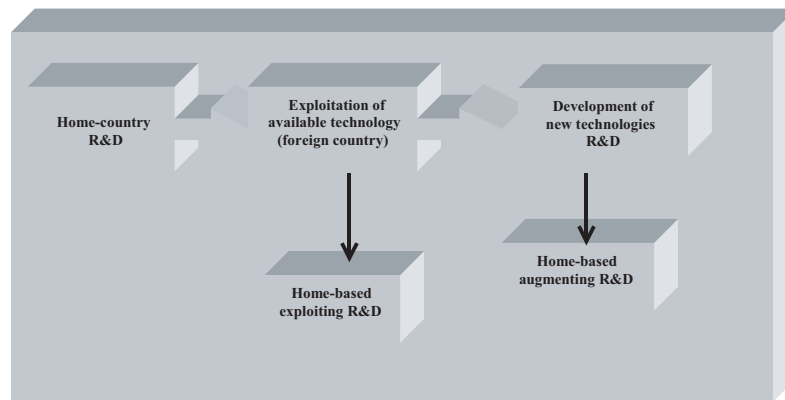 Home-country
R&D
Exploitation of
available technology
(foreign country)
Development of
new technologies
R&D
Home-based
exploiting R&D
Home-based
augmenting R&D